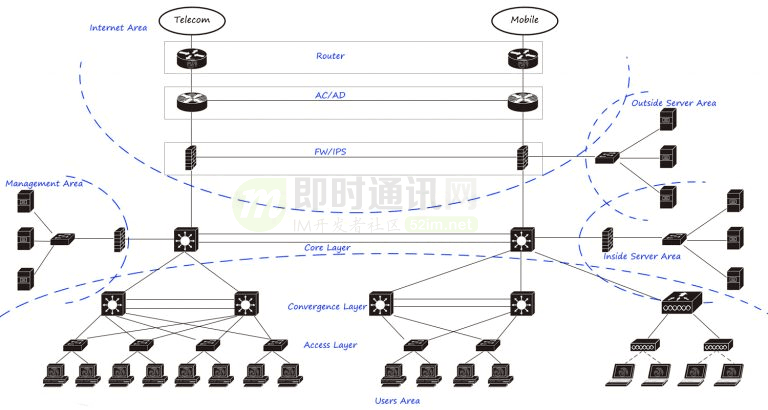 Telecom
Mobile
Internet Area
Router
AC/AD
Outside Server Area
FW/IPS
Management Area
即时通讯网
IM开发者社区 52im.net
Core Layer
Inside Server Area
Convergence Layer
Access Layer
Users Area